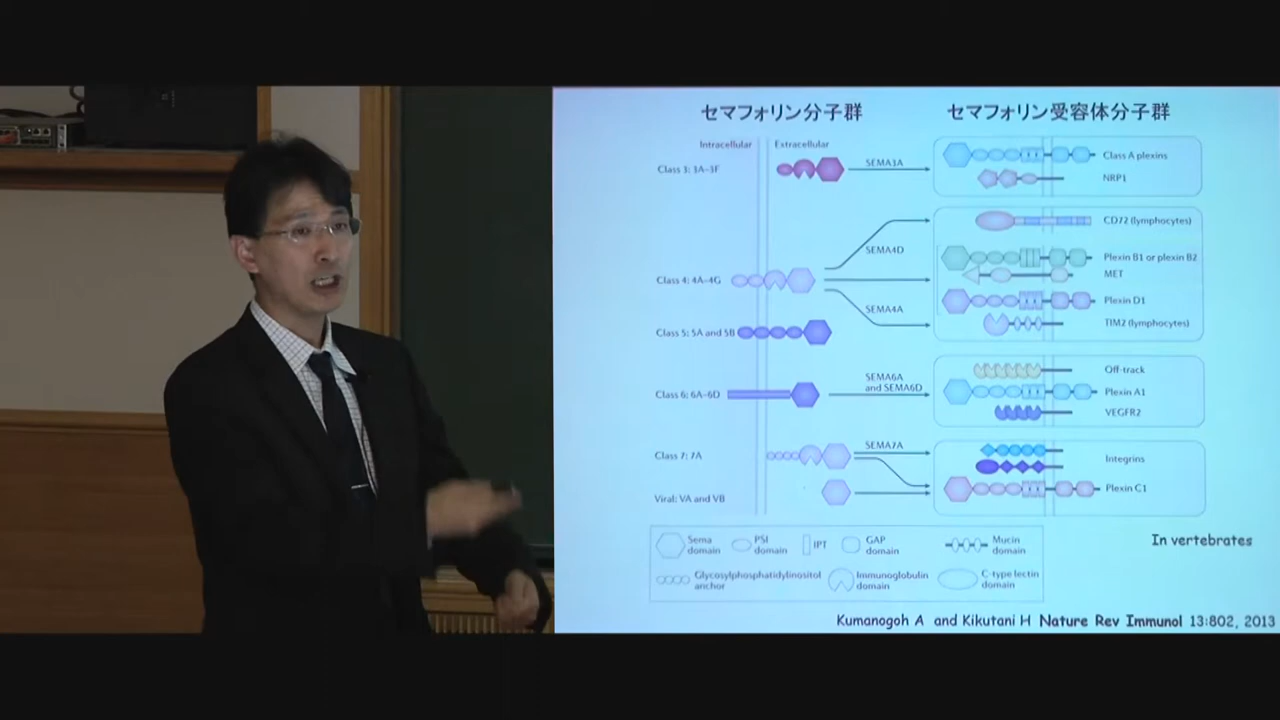 セマフォリン分子群
セマフォリン受容体分子群
Intracellular
Extracellular
Class 3: 3A–3F
SEMA3A
Class A plexins
NRP1
CD72 (lymphocytes)
SEMA4D
Plexin B1 or plexin B2
MET
Class 4: 4A–4G
Plexin D1
SEMA4A
TIM2 (lymphocytes)
Class 5: 5A and 5B
Off-track
SEMA6A
and SEMA6D
Class 6: 6A–6D
Plexin A1
VEGFR2
SEMA7A
Class 7: 7A
Integrins
Plexin C1
Viral: VA and VB
Sema
domain
PSI
domain
IPT
GAP
domain
Mucin
domain
Glycosylphosphatidylinositol
anchor
Immunoglobulin
domain
C-type lectin
domain
In vertebrates
Kumanogoh A and Kikutani H Nature Rev Immunol 13:802, 2013